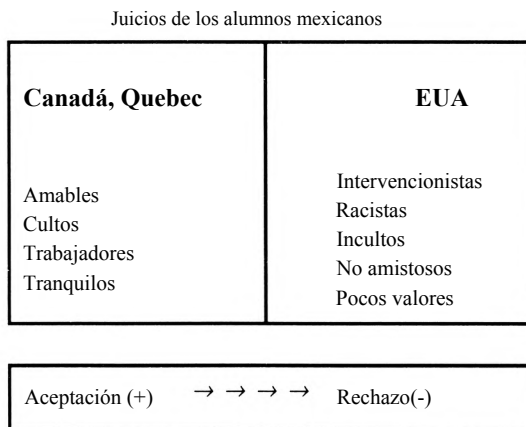 Juicios de los alumnos mexicanos
Canadá, Quebec
Amables
Cultos
Trabajadores
Tranquilos
EUA
Intervencionistas
Racistas
Incultos
No amistosos
Pocos valores
Aceptación (+) → → → → Rechazo(-)